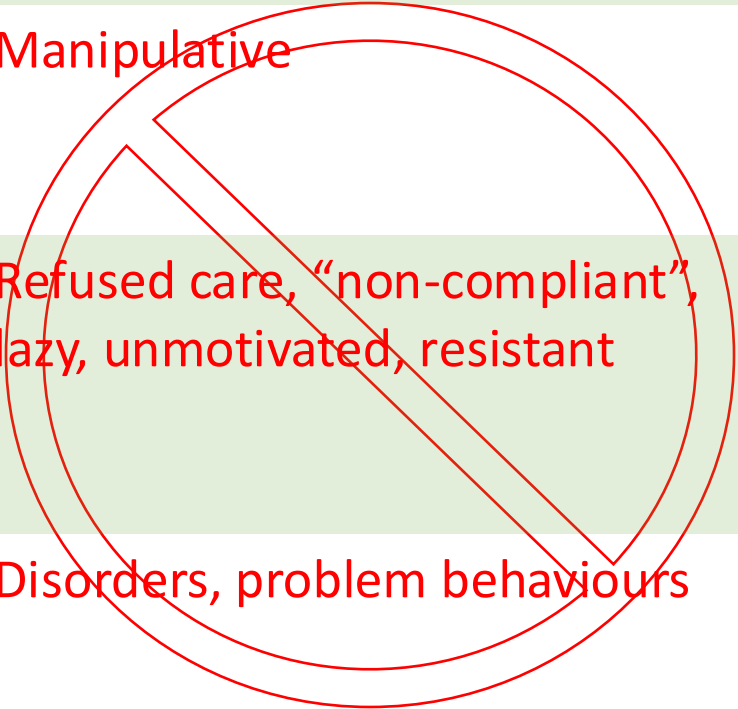 Manipulative
Refused care, “non-compliant”,
lazy, unmotivated, resistant
Disorders, problem behaviours